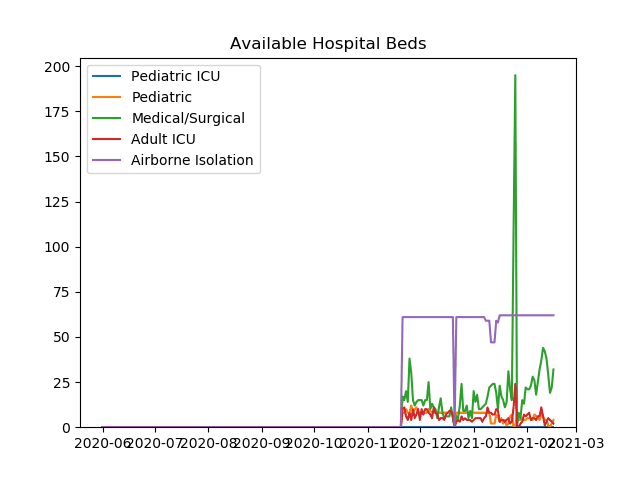 Available Hospital Beds
200
175
150
125
100
75
50
25
0
Pediatric ICU
Pediatric
Medical/Surgical
Adult ICU
Airborne Isolation
2020-06 2020-07 2020-08 2020-09 2020-10 2020-11 2020-12 2021-01 2021-02 2021-03